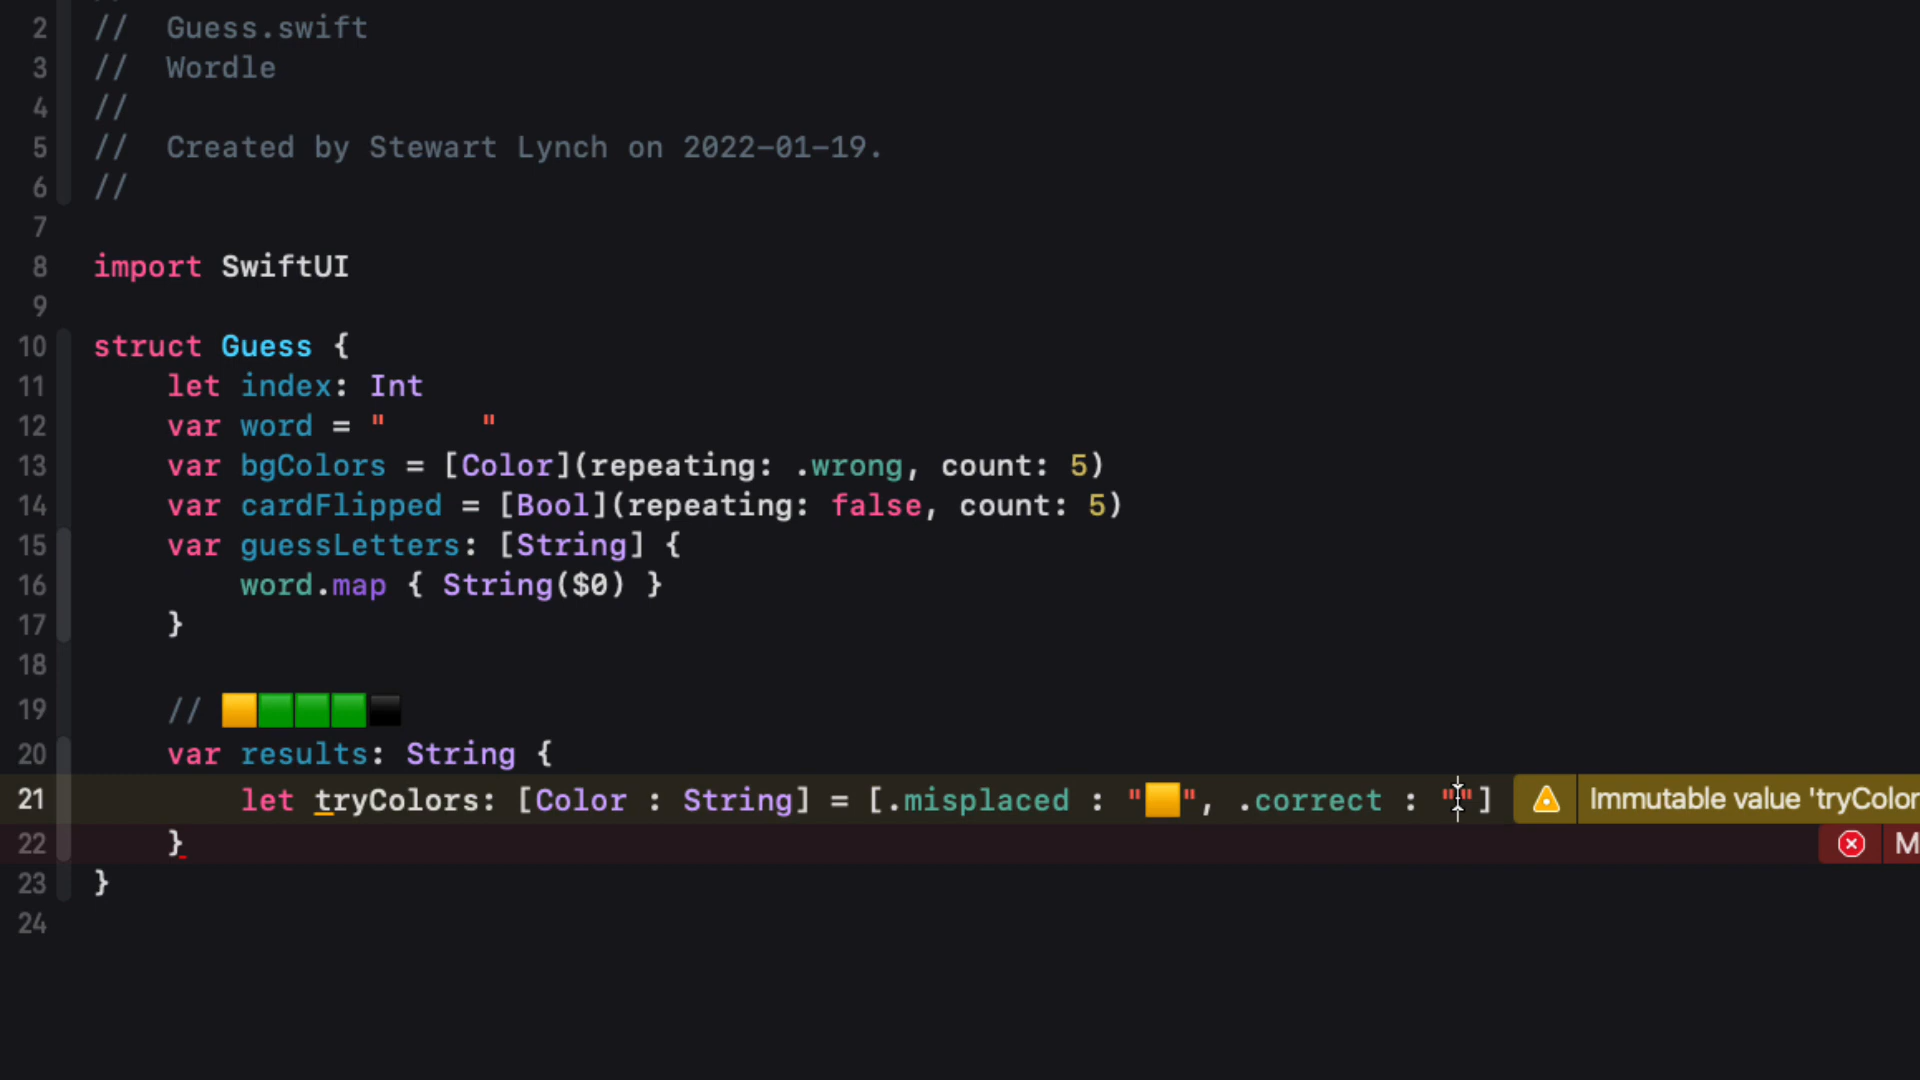 2 //  Guess.swift
3 //  Wordle
4 //
5 //  Created by Stewart Lynch on 2022-01-19.
6 //
7
8 import SwiftUI
9
10 struct Guess {
11     let index: Int
12     var word = "     "
13     var bgColors = [Color](repeating: .wrong, count: 5)
14     var cardFlipped = [Bool](repeating: false, count: 5)
15     var guessLetters: [String] {
16         word.map { String($0) }
17     }
18
19     // 🟨🟩🟩🟩⬛
20     var results: String {
21         let tryColors: [Color : String] = [.misplaced : "🟨", .correct : ""] Immutable value 'tryColor
22     } M
23 }
24